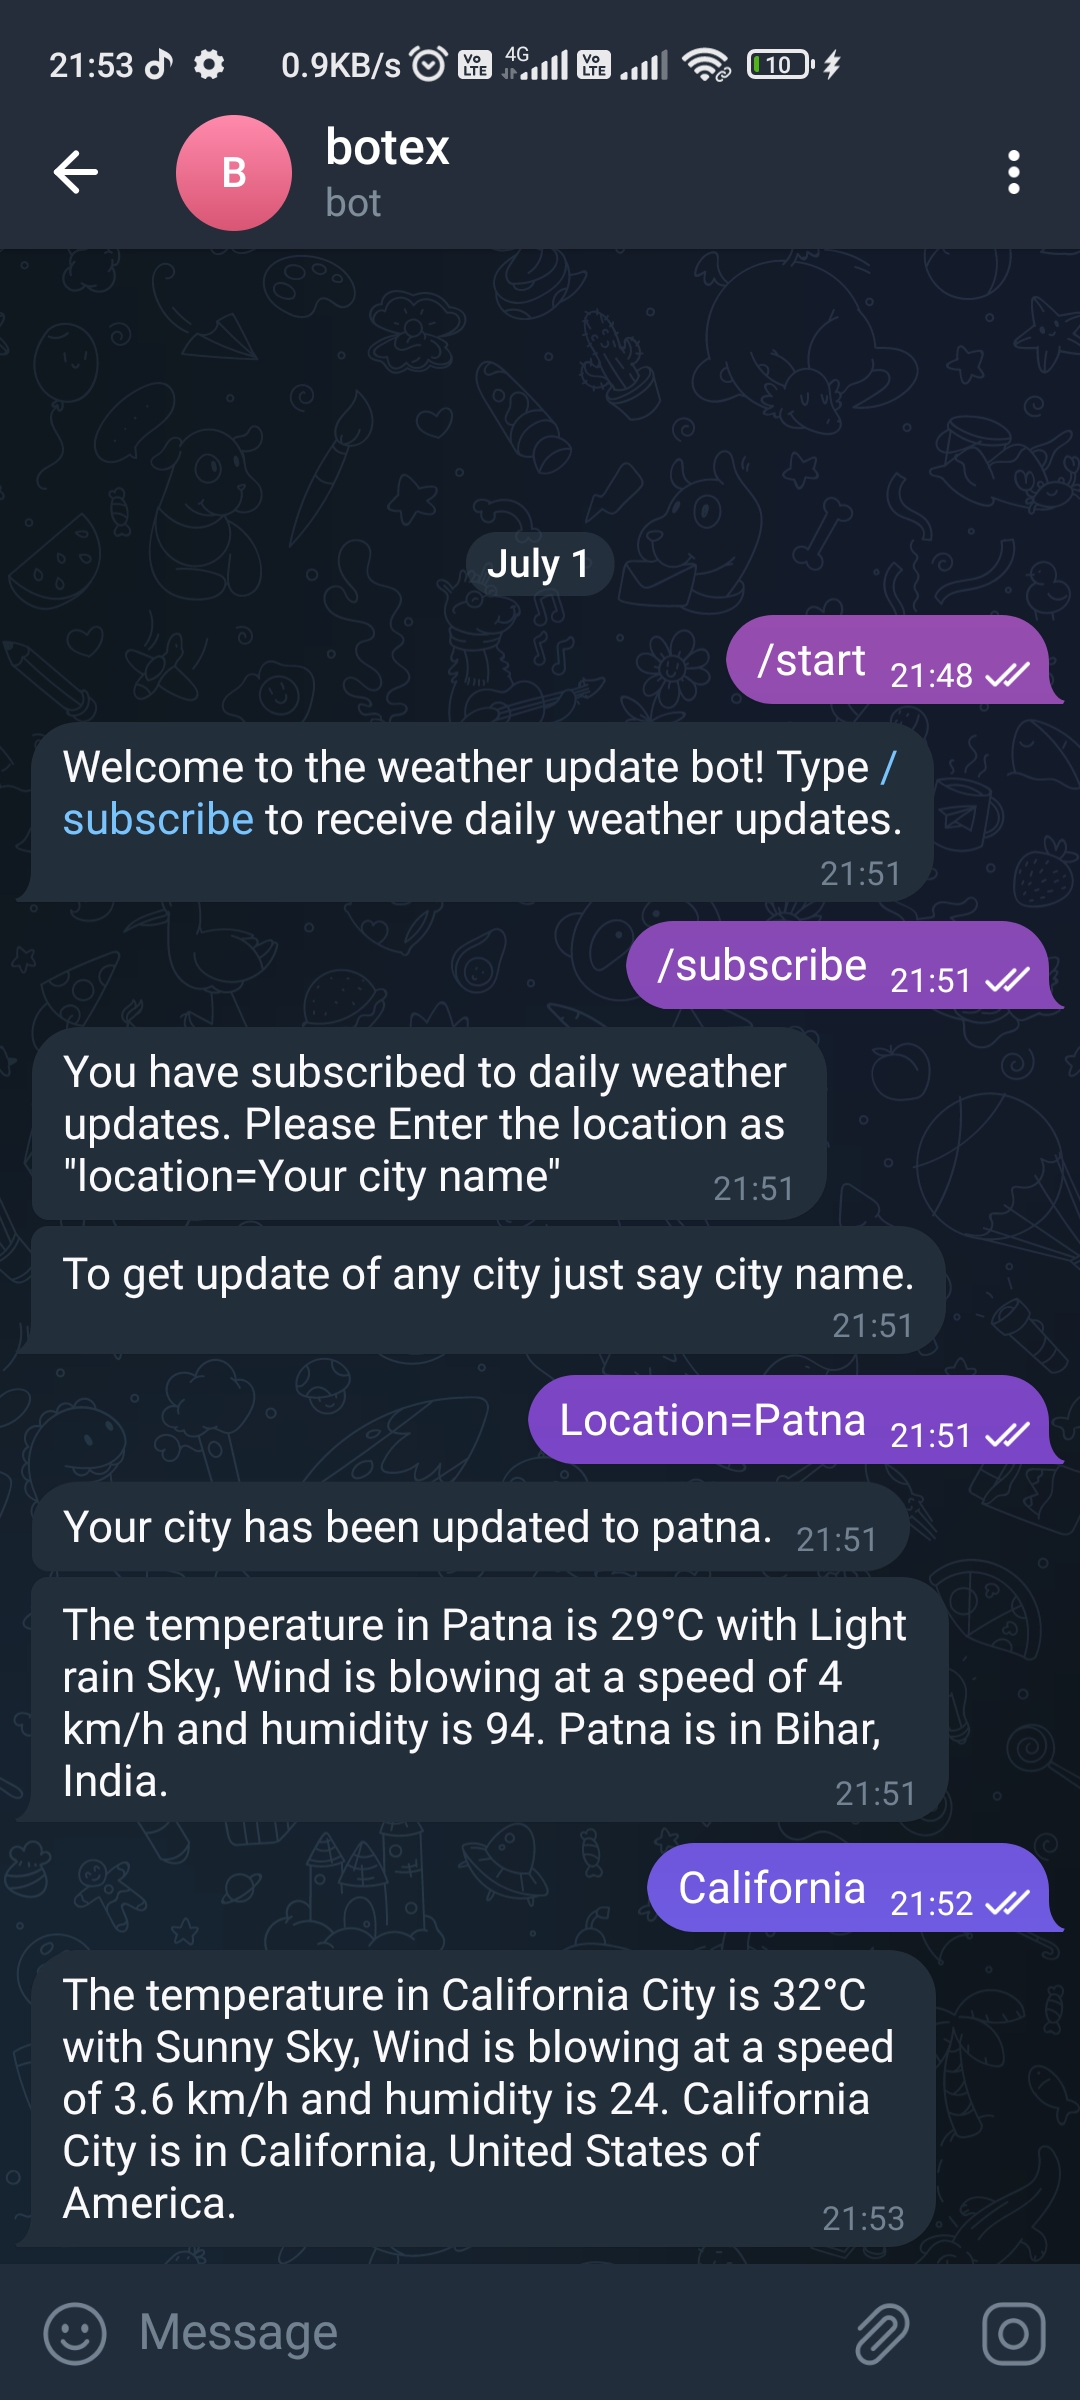 21:53 0.9KB/s Vo LTE 4G Vo LTE 10
B
botex
bot
July 1
/start 21:48
Welcome to the weather update bot! Type /
subscribe to receive daily weather updates.
21:51
/subscribe 21:51
You have subscribed to daily weather
updates. Please Enter the location as
"location=Your city name" 21:51
To get update of any city just say city name.
21:51
Location=Patna 21:51
Your city has been updated to patna. 21:51
The temperature in Patna is 29°C with Light
rain Sky, Wind is blowing at a speed of 4
km/h and humidity is 94. Patna is in Bihar,
India. 21:51
California 21:52
The temperature in California City is 32°C
with Sunny Sky, Wind is blowing at a speed
of 3.6 km/h and humidity is 24. California
City is in California, United States of
America. 21:53
Message